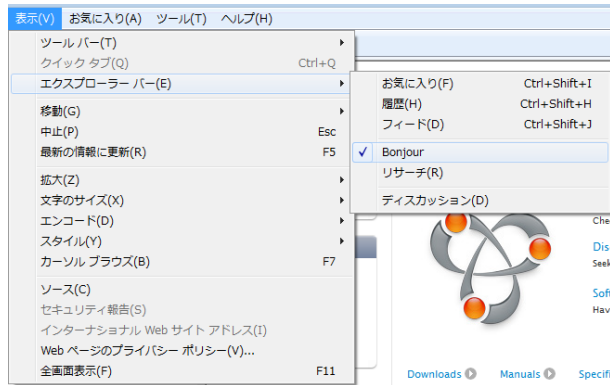 表示(V) お気に入り(A) ツール(T) ヘルプ(H)
ツール バー(T)
クイック タブ(Q) Ctrl+Q
エクスプローラー バー(E)
移動(G)
中止(P) Esc
最新の情報に更新(R) F5
拡大(Z)
文字のサイズ(X)
エンコード(D)
スタイル(Y)
カーソル ブラウズ(B) F7
ソース(C)
セキュリティ報告(S)
インターナショナル Web サイト アドレス(I)
Web ページのプライバシー ポリシー(V)...
全画面表示(F) F11
お気に入り(F) Ctrl+Shift+I
履歴(H) Ctrl+Shift+H
フィード(D) Ctrl+Shift+J
Bonjour
リサーチ(R)
ディスカッション(D)
Che
Dis
Seek
Soft
Hav
Downloads Manuals Specifi